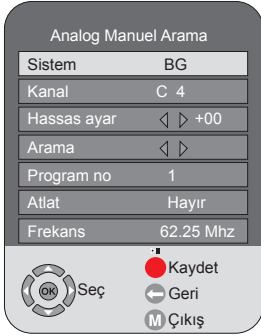 Analog Manuel Arama
Sistem BG
Kanal C 4
Hassas ayar +00
Arama
Program no 1
Atlat Hayır
Frekans 62.25 Mhz
Kaydet
OK Seç
Geri
M Çıkış